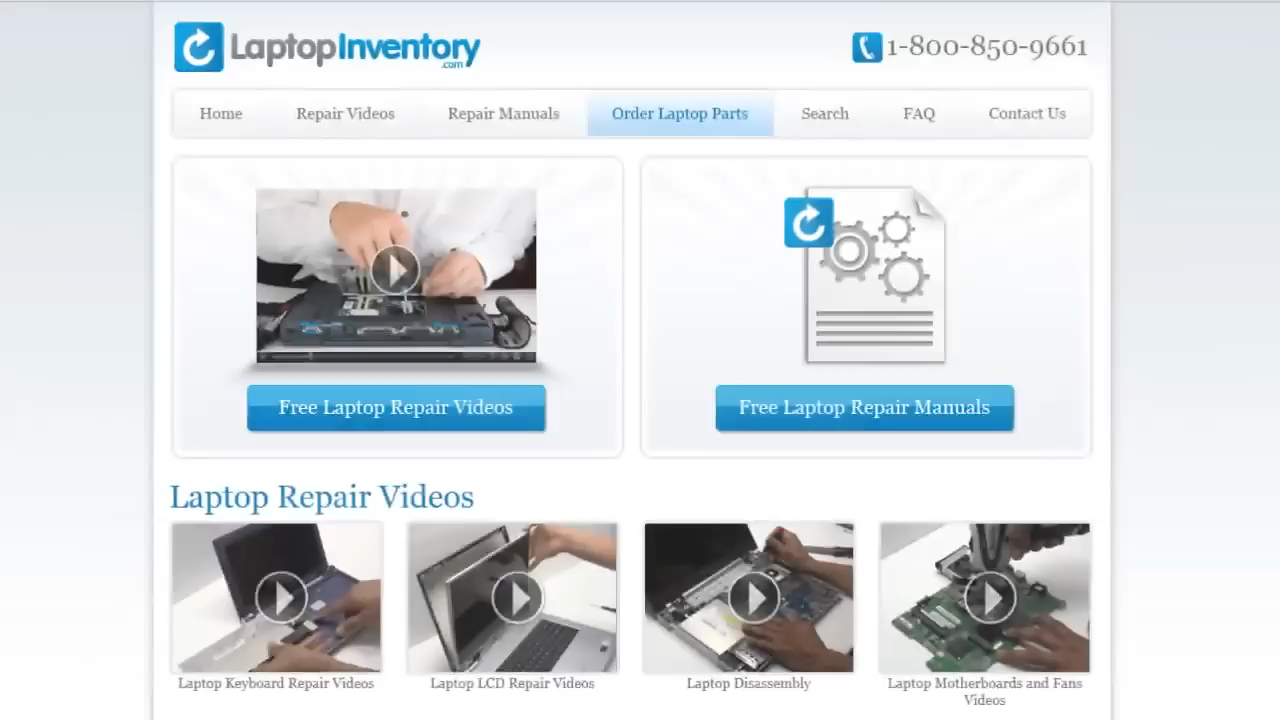 LaptopInventory
.com
1-800-850-9661
Home Repair Videos Repair Manuals Order Laptop Parts Search FAQ Contact Us
Free Laptop Repair Videos Free Laptop Repair Manuals
Laptop Repair Videos
Laptop Keyboard Repair Videos Laptop LCD Repair Videos Laptop Disassembly Laptop Motherboards and Fans
Videos